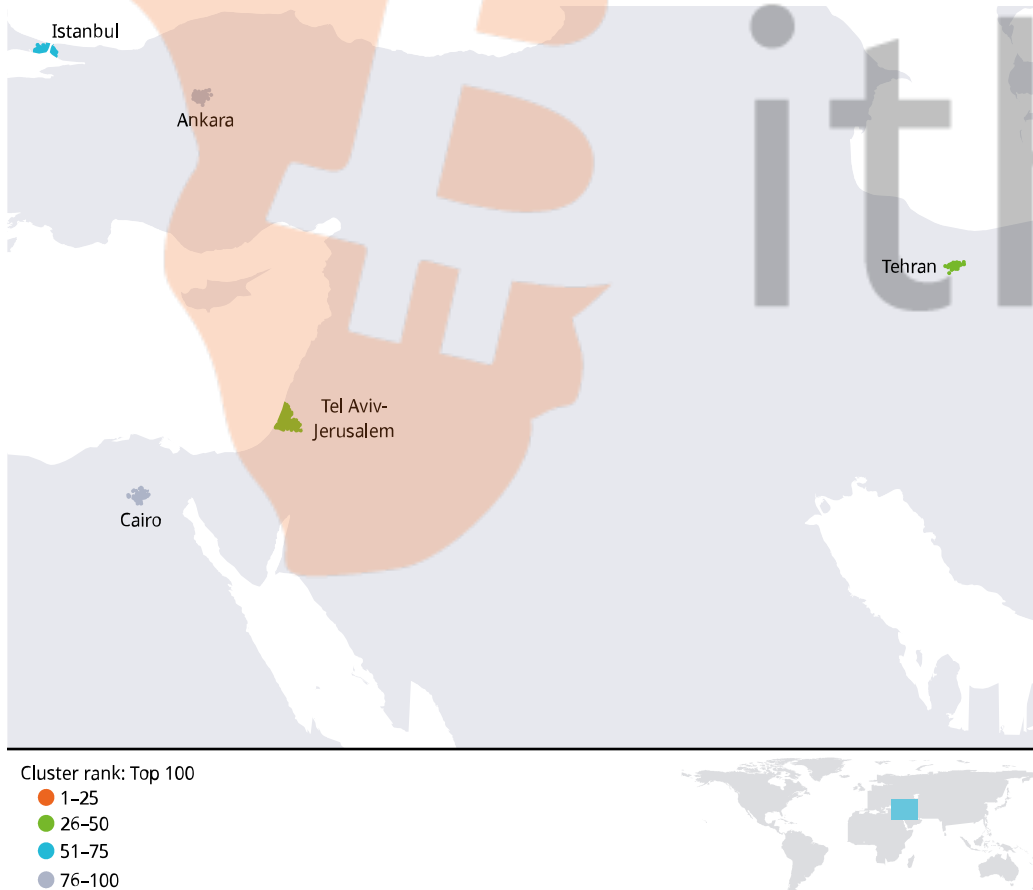 Istanbul
Ankara
Tehran
Tel Aviv-
Jerusalem
Cairo
Cluster rank: Top 100
1–25
26–50
51–75
76–100